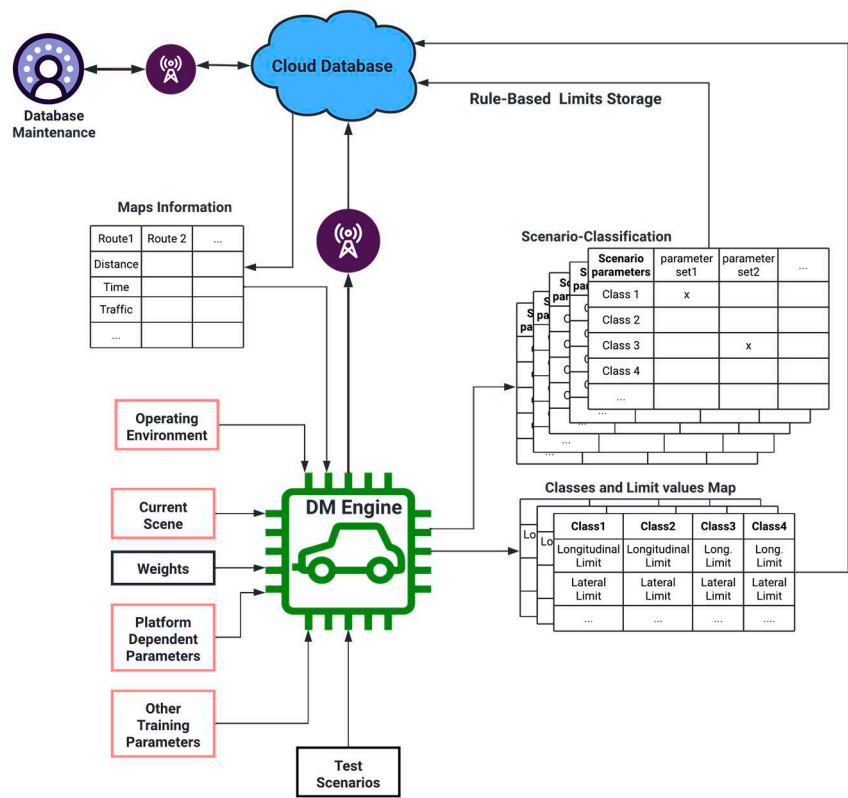 Cloud Database
Database
Maintenance
Rule-Based Limits Storage
Maps Information
Route1 Route 2 ...
Distance
Time
Traffic
...
Scenario-Classification
Scenario parameters parameter set1 parameter set2 ...
Class 1 x
Class 2
Class 3 x
Class 4
...
Operating
Environment
Current
Scene
Weights
Platform
Dependent
Parameters
Other
Training
Parameters
Test
Scenarios
DM Engine
Classes and Limit values Map
Class1 Class2 Class3 Class4
Longitudinal Longitudinal Long. Long.
Limit Limit Limit Limit
Lateral Lateral Lateral Lateral
Limit Limit Limit Limit
... ... ... ....